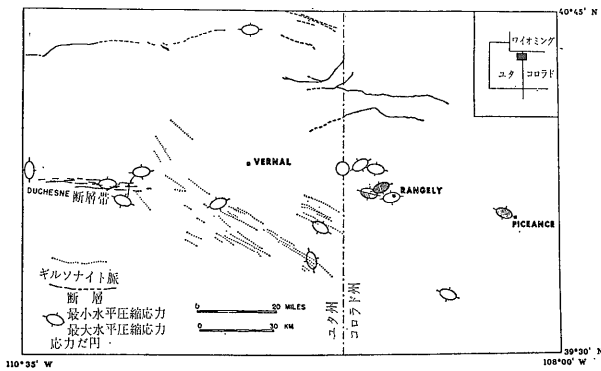 40°45' N
ワイオミング
ユタ
コロラド
VERNAL
DUCHESNE 断層帯
RANGELY
PICEANCE
ギルソナイト脈
断層
最小水平圧縮応力
最大水平圧縮応力
応力だ円
0 20 MILES
0 30 KM
ユタ州
コロラド州
39°30' N
110°35' W
108°00' W